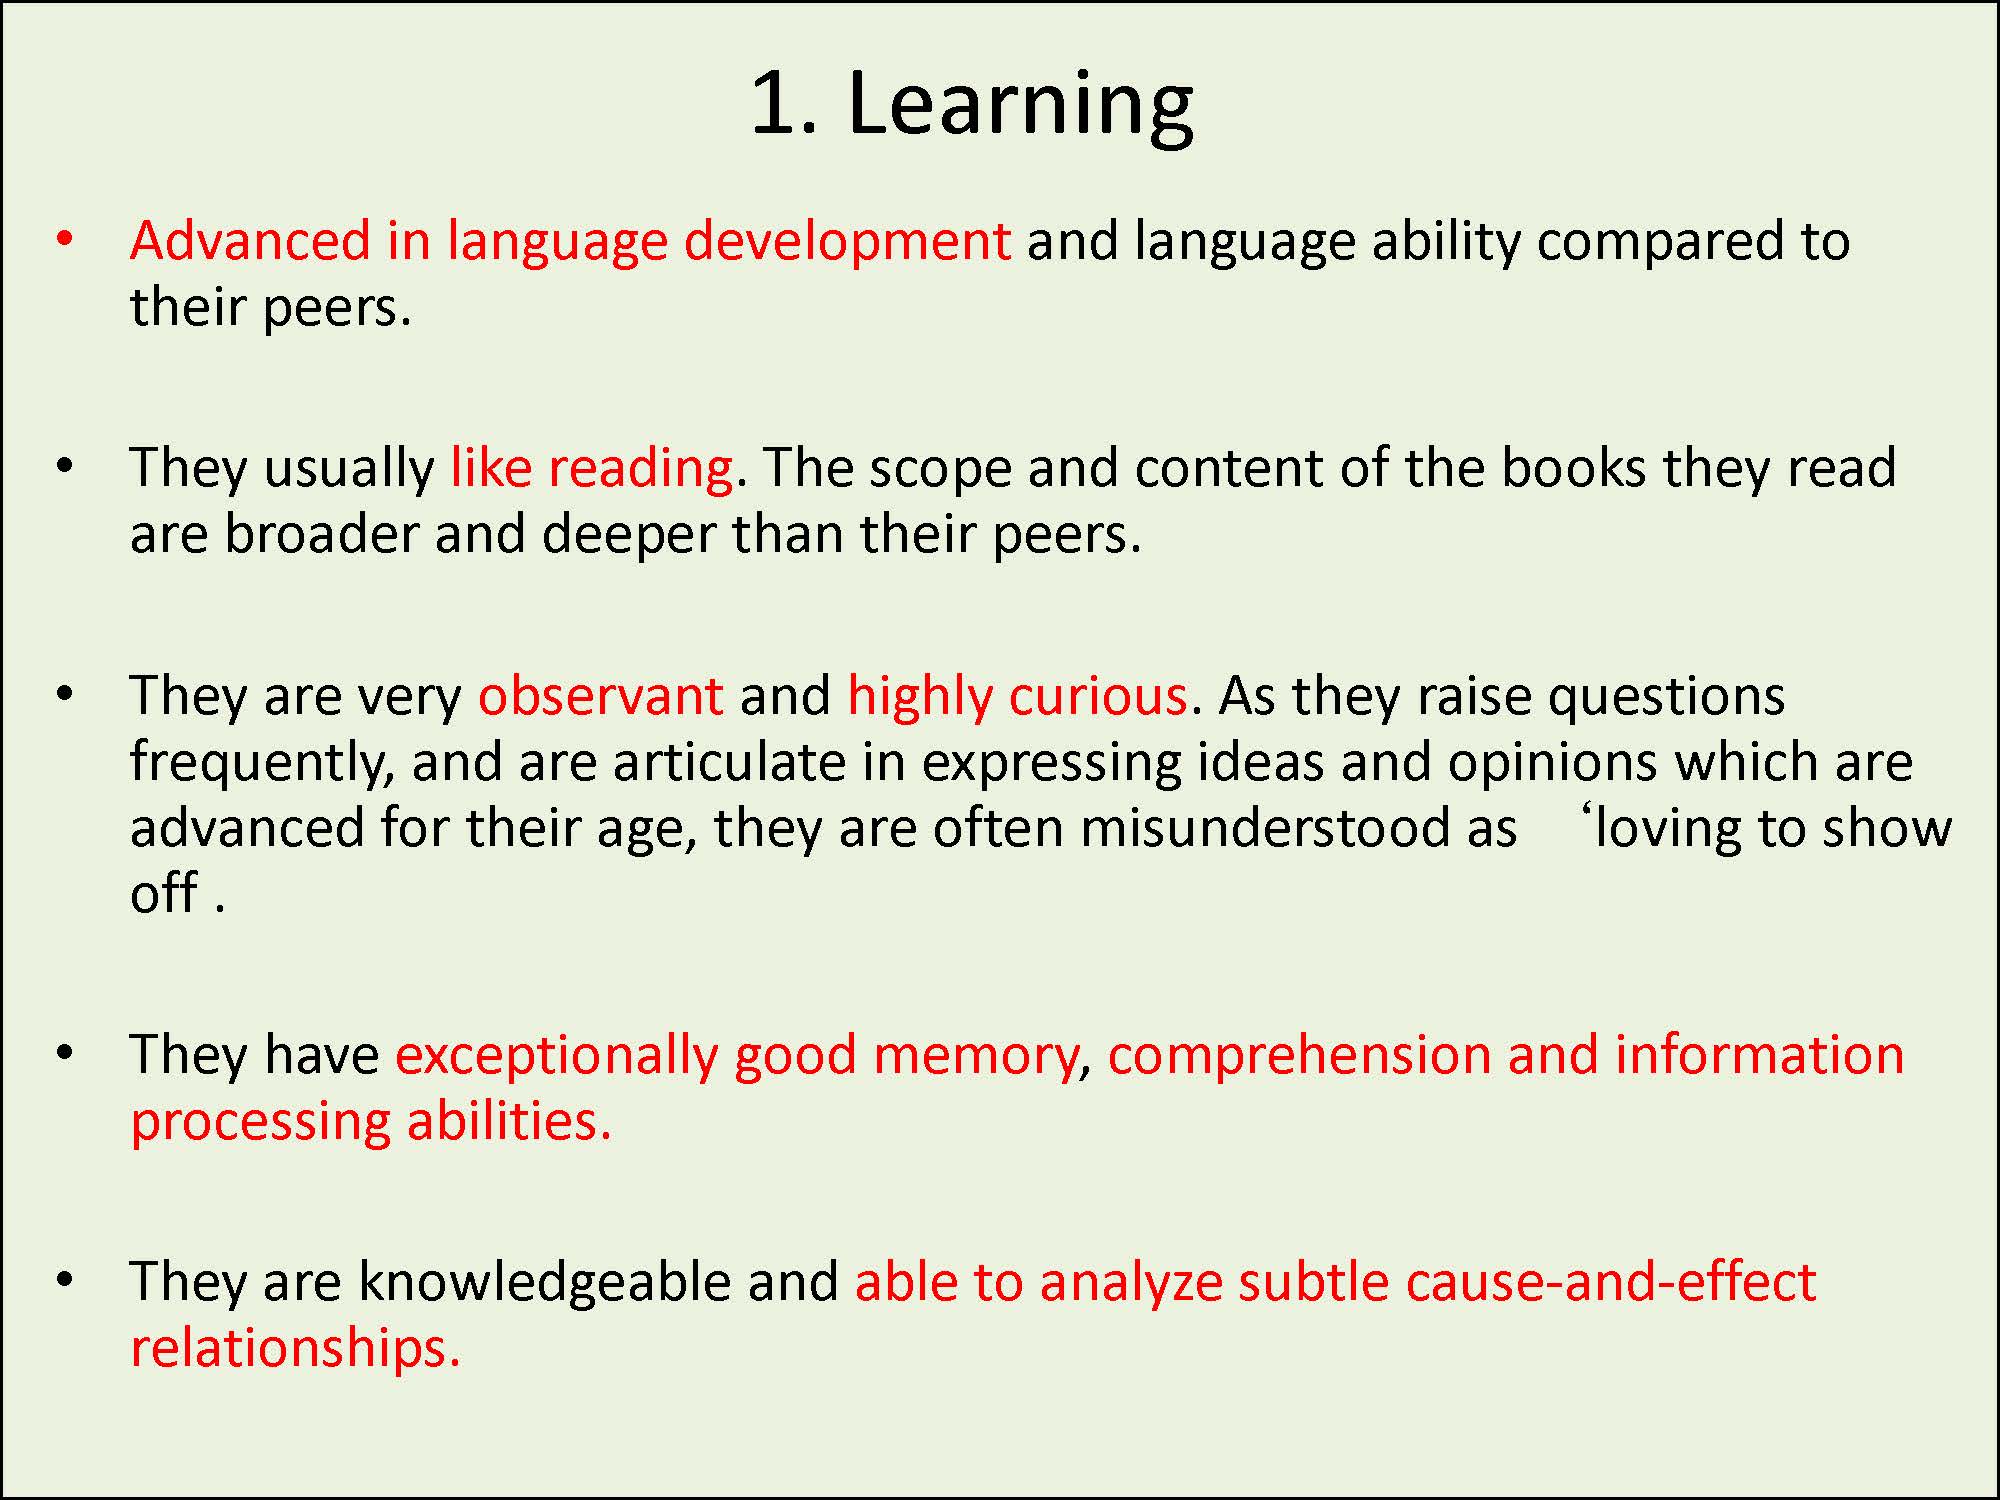 1. Learning
• Advanced in language development and language ability compared to
their peers.
• They usually like reading. The scope and content of the books they read
are broader and deeper than their peers.
• They are very observant and highly curious. As they raise questions
frequently, and are articulate in expressing ideas and opinions which are
advanced for their age, they are often misunderstood as ‘loving to show
off .
• They have exceptionally good memory, comprehension and information
processing abilities.
• They are knowledgeable and able to analyze subtle cause-and-effect
relationships.